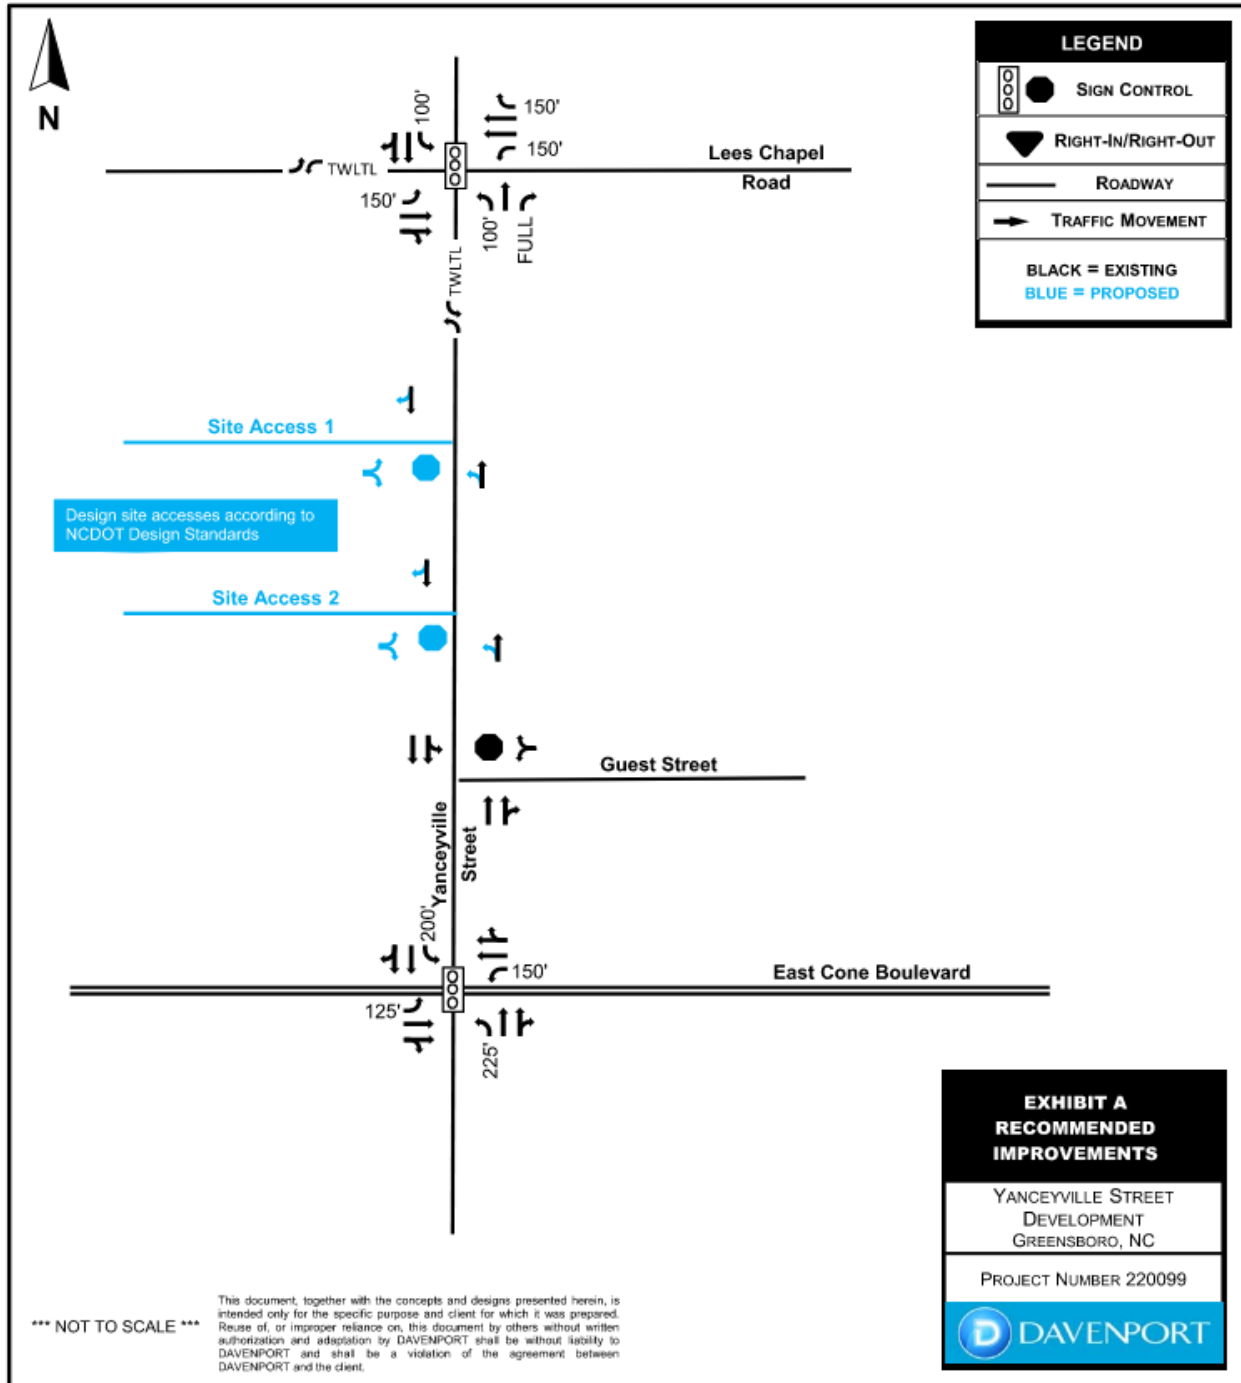 N
LEGEND
SIGN CONTROL
RIGHT-IN/RIGHT-OUT
ROADWAY
TRAFFIC MOVEMENT
BLACK = EXISTING
BLUE = PROPOSED
100'
150'
150'
TWLTL
Lees Chapel
Road
150'
100'
FULL
TWLTL
Site Access 1
Design site accesses according to
NCDOT Design Standards
Site Access 2
Guest Street
Yanceyville
Street
200'
150'
East Cone Boulevard
125'
225'
EXHIBIT A
RECOMMENDED
IMPROVEMENTS
YANCEYVILLE STREET
DEVELOPMENT
GREENSBORO, NC
PROJECT NUMBER 220099
D DAVENPORT
*** NOT TO SCALE ***
This document, together with the concepts and designs presented herein, is
intended only for the specific purpose and client for which it was prepared.
Reuse of, or improper reliance on, this document by others without written
authorization and adaptation by DAVENPORT shall be without liability to
DAVENPORT and shall be a violation of the agreement between
DAVENPORT and the client.